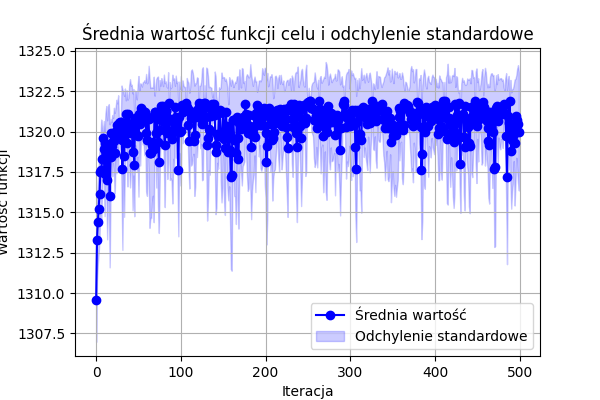 Średnia wartość funkcji celu i odchylenie standardowe
1325.0
1322.5
1320.0
1317.5
1315.0
1312.5
1310.0
1307.5
Wartość funkcji
0
100
200
300
400
500
Iteracja
Średnia wartość
Odchylenie standardowe